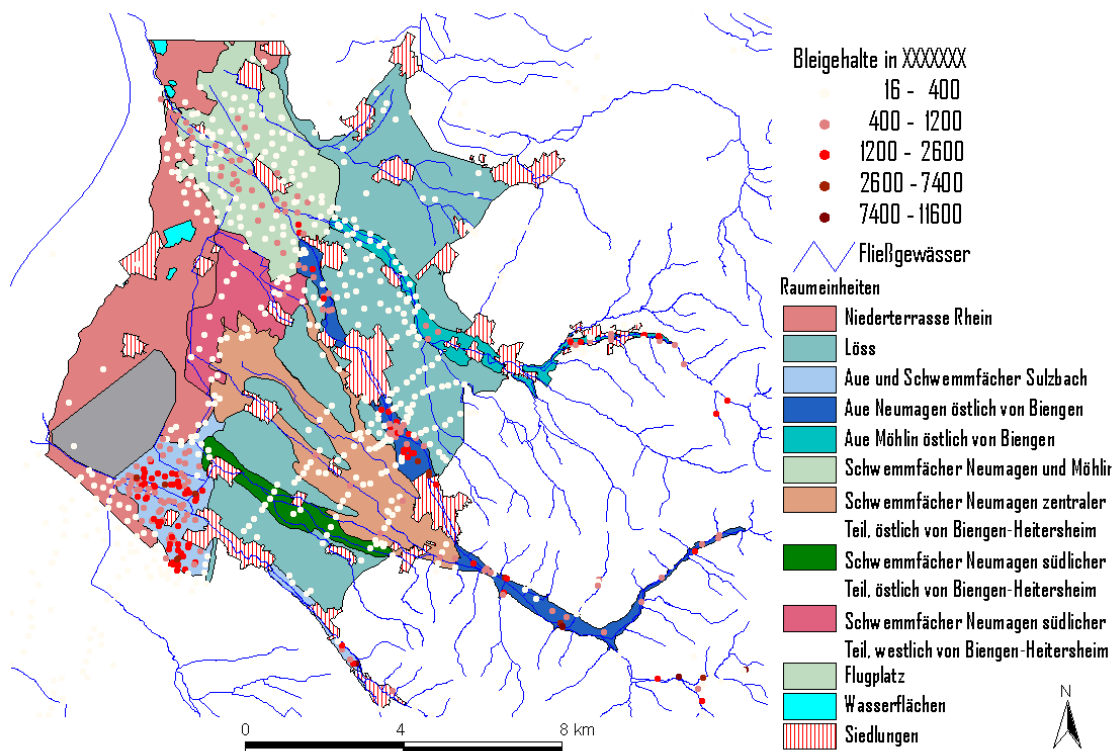 Bleigehalte in XXXXXXX
16 - 400
400 - 1200
1200 - 2600
2600 - 7400
7400 - 11600
Fließgewässer
Raumeinheiten
Niederterrasse Rhein
Löss
Aue und Schwemmfächer Sulzbach
Aue Neumagen östlich von Biengen
Aue Möhlin östlich von Biengen
Schwemmfächer Neumagen und Möhlir
Schwemmfächer Neumagen zentraler
Teil, östlich von Biengen-Heitersheim
Schwemmfächer Neumagen südlicher
Teil, östlich von Biengen-Heitersheim
Schwemmfächer Neumagen südlicher
Teil, westlich von Biengen-Heitersheim
Flugplatz
Wasserflächen
Siedlungen
N
0 4 8 km